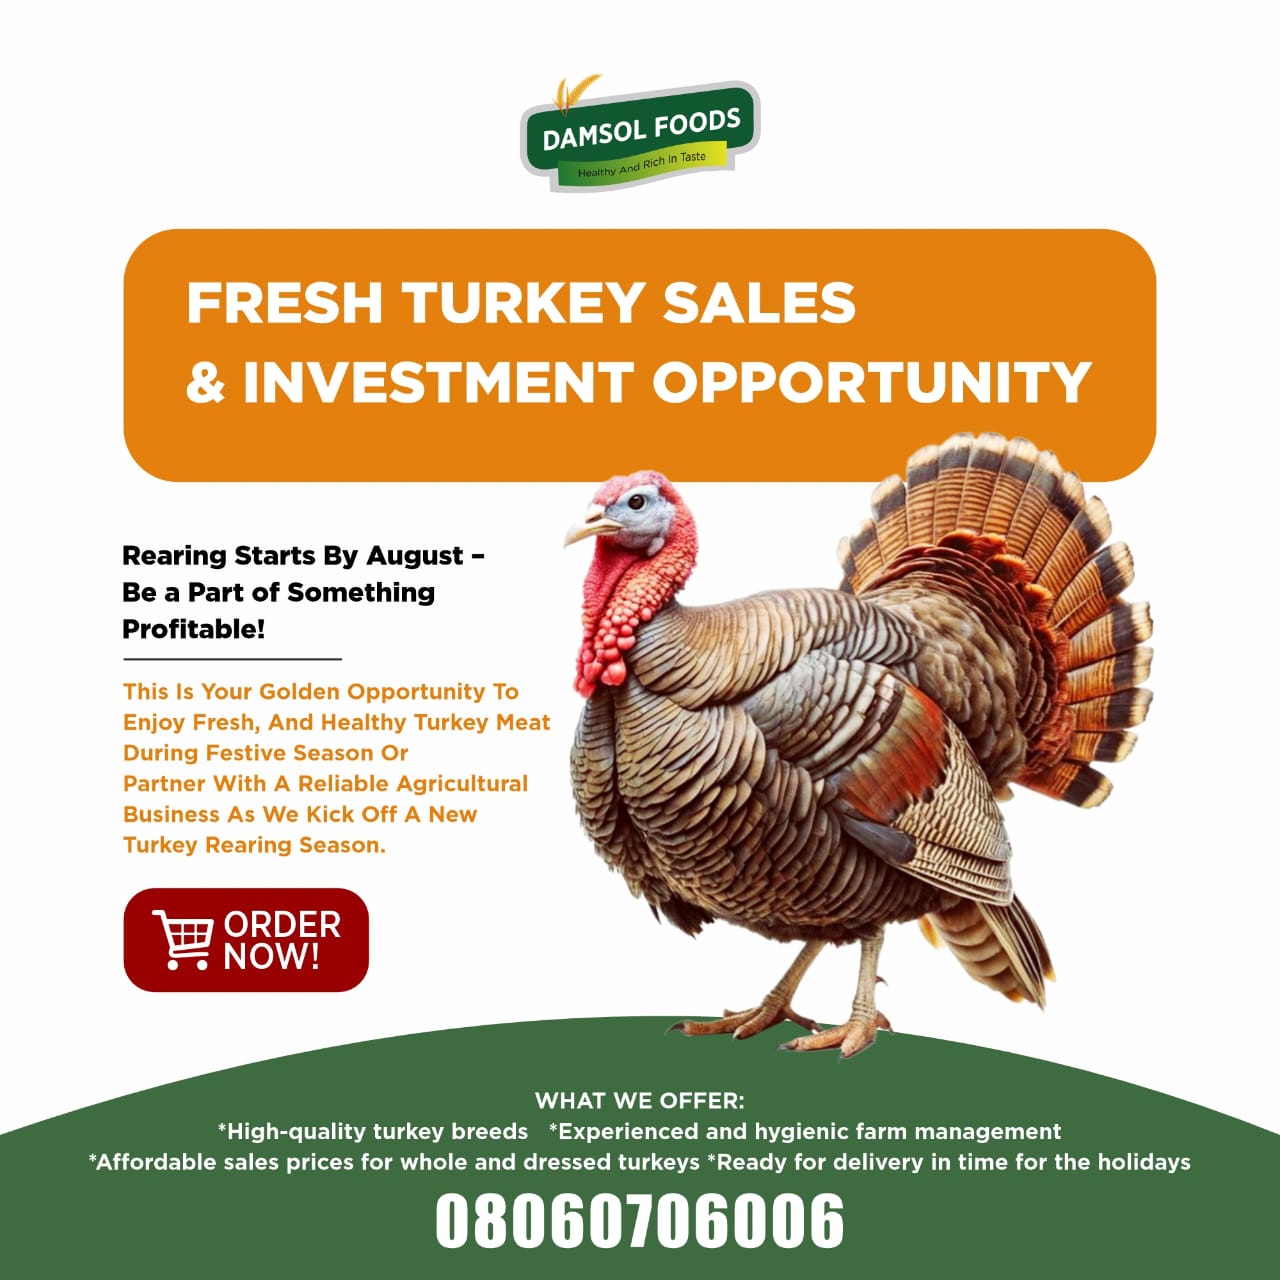 DAMSOL FOODS
Healthy And Rich In Taste
FRESH TURKEY SALES
& INVESTMENT OPPORTUNITY
Rearing Starts By August –
Be a Part of Something
Profitable!
This Is Your Golden Opportunity To
Enjoy Fresh, And Healthy Turkey Meat
During Festive Season Or
Partner With A Reliable Agricultural
Business As We Kick Off A New
Turkey Rearing Season.
ORDER
NOW!
WHAT WE OFFER:
*High-quality turkey breeds *Experienced and hygienic farm management
*Affordable sales prices for whole and dressed turkeys *Ready for delivery in time for the holidays
08060706006